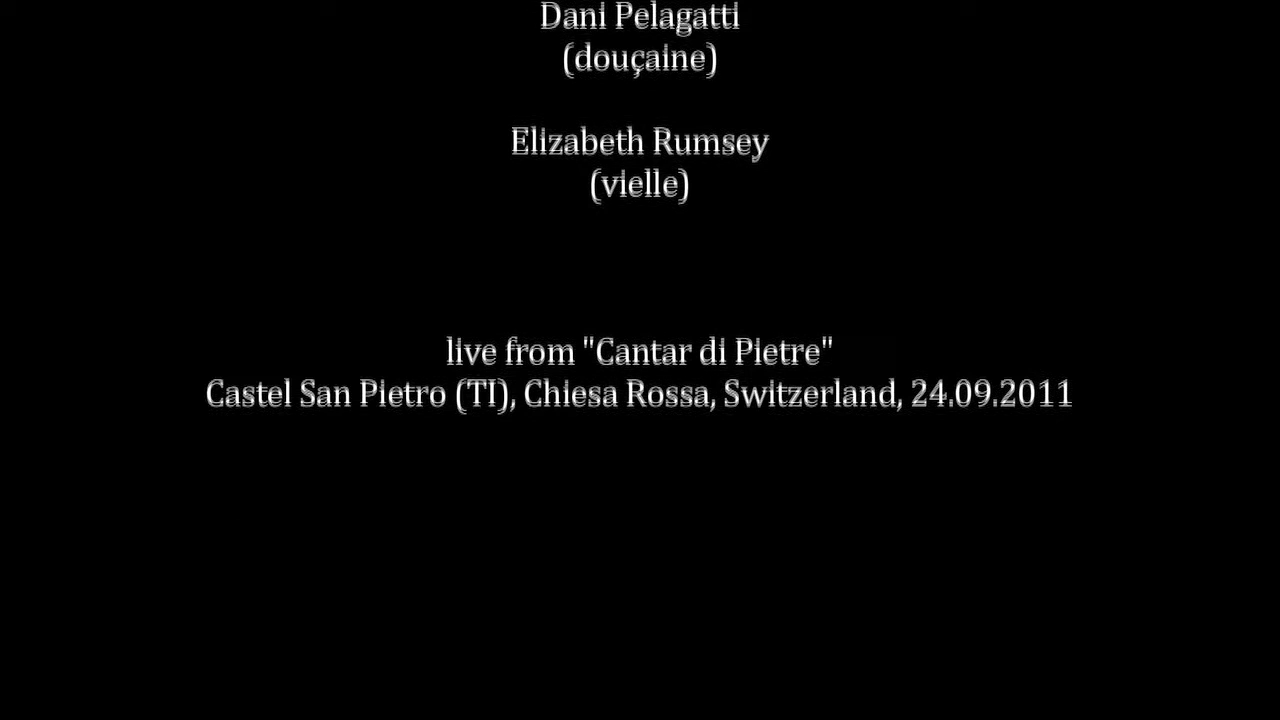 Dani Pelagatti
(douçaine)
Elizabeth Rumsey
(vielle)
live from "Cantar di Pietre"
Castel San Pietro (TI), Chiesa Rossa, Switzerland, 24.09.2011